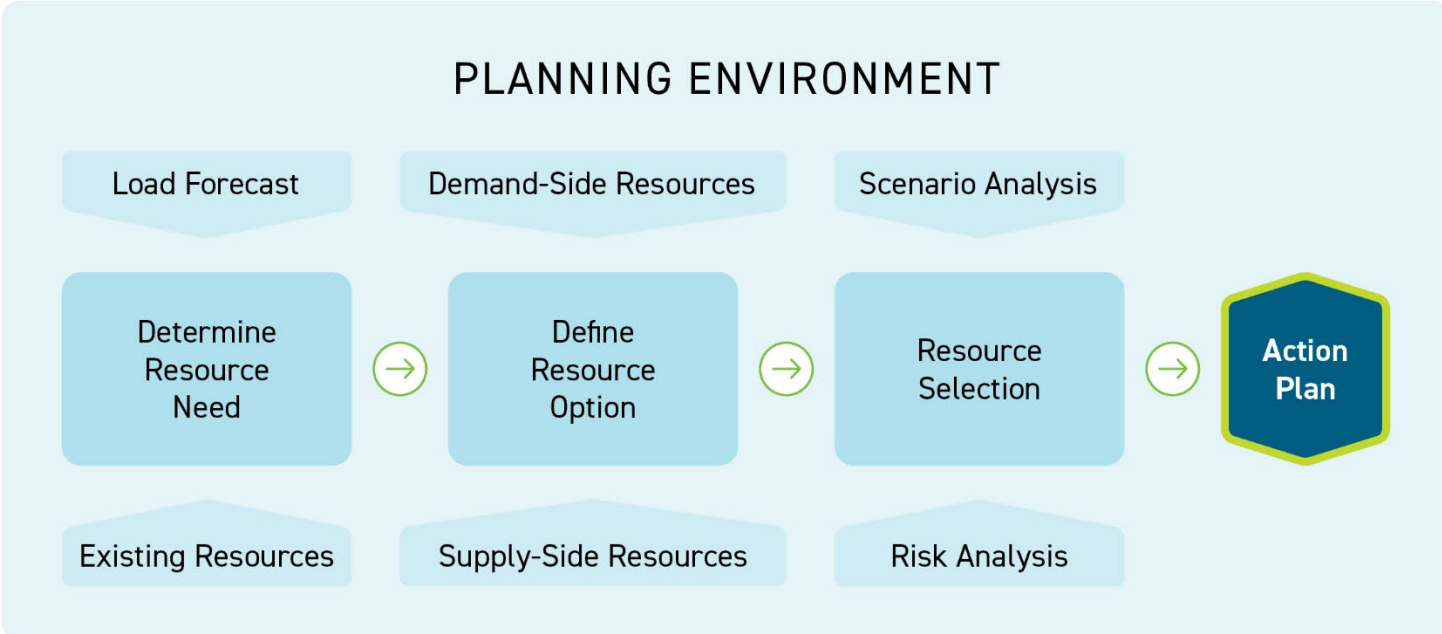 PLANNING ENVIRONMENT
Load Forecast
Demand-Side Resources
Scenario Analysis
Determine
Resource
Need
Define
Resource
Option
Resource
Selection
Action
Plan
Existing Resources
Supply-Side Resources
Risk Analysis